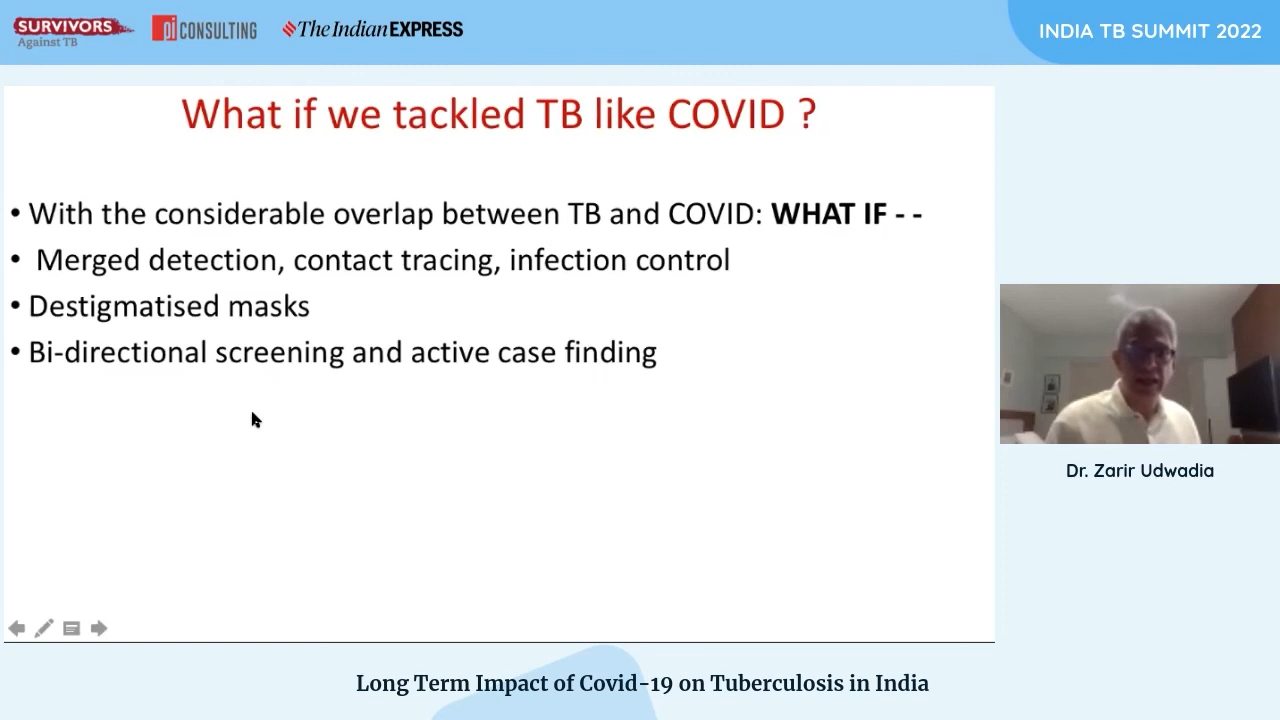 SURVIVORS
Against TB
pi CONSULTING
The Indian EXPRESS
INDIA TB SUMMIT 2022
What if we tackled TB like COVID ?
• With the considerable overlap between TB and COVID: WHAT IF - -
• Merged detection, contact tracing, infection control
• Destigmatised masks
• Bi-directional screening and active case finding
Dr. Zarir Udwadia
Long Term Impact of Covid-19 on Tuberculosis in India